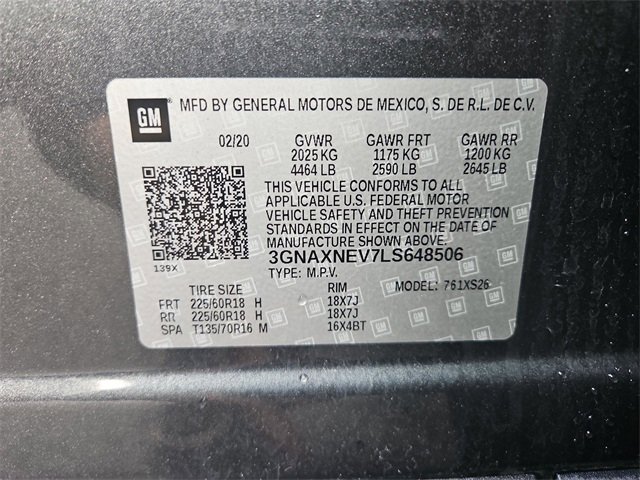 GM MFD BY GENERAL MOTORS DE MEXICO, S. DE R.L. DE C.V.
02/20 GVWR GAWR FRT GAWR RR
2025 KG 1175 KG 1200 KG
4464 LB 2590 LB 2645 LB
THIS VEHICLE CONFORMS TO ALL
APPLICABLE U.S. FEDERAL MOTOR
VEHICLE SAFETY AND THEFT PREVENTION
STANDARDS IN EFFECT ON THE DATE OF
MANUFACTURE SHOWN ABOVE.
3GNAXNEV7LS648506
139X
TYPE: M.P.V. MODEL: 761XS26
TIRE SIZE RIM
FRT 225/60R18 H 18X7J
RR 225/60R18 H 18X7J
SPA T135/70R16 M 16X4BT